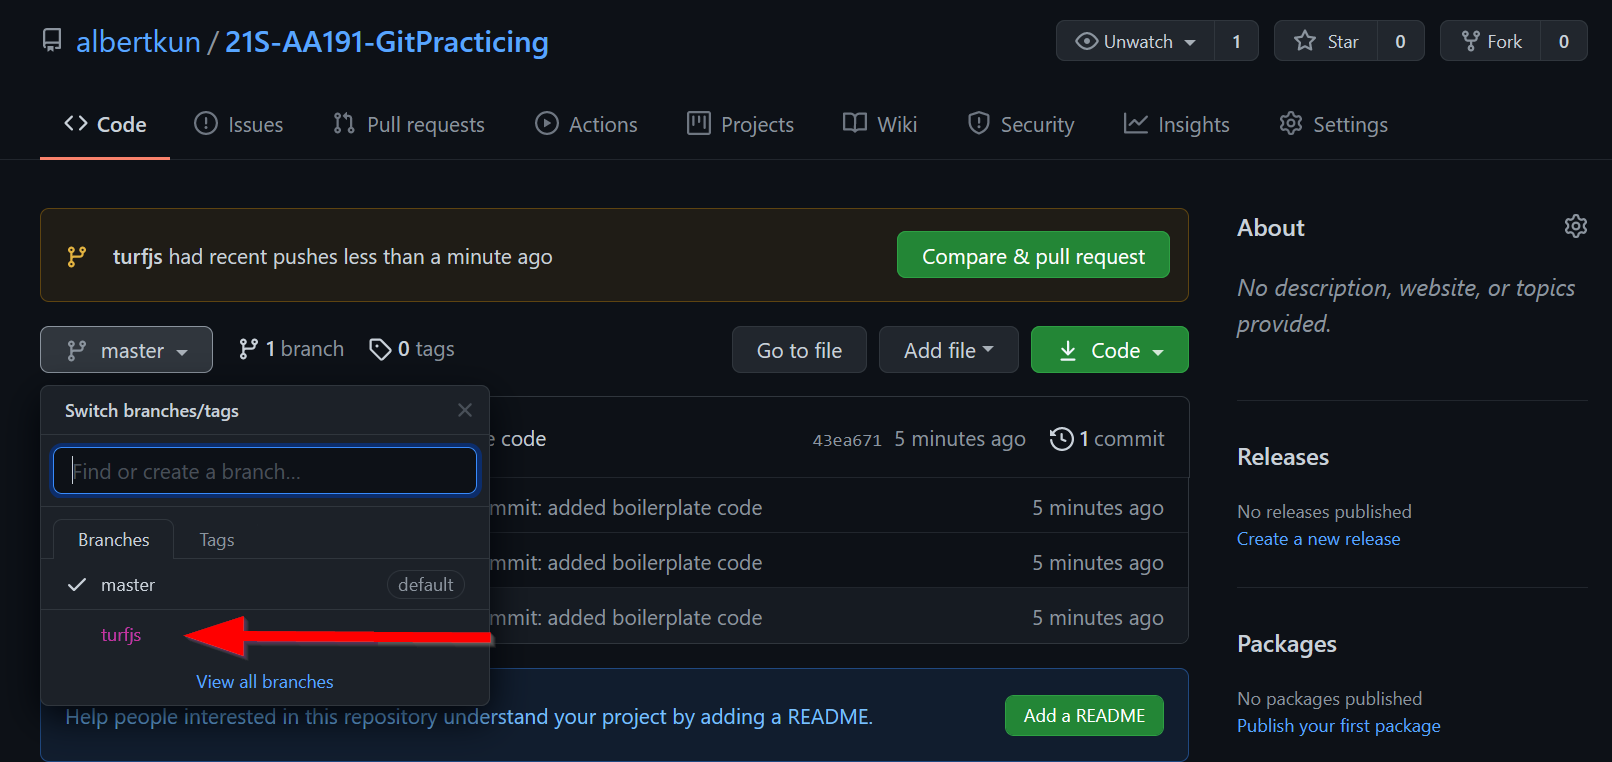 albertkun / 21S-AA191-GitPracticing
Unwatch 1
Star 0
Fork 0
Code Issues Pull requests Actions Projects Wiki Security Insights Settings
turfjs had recent pushes less than a minute ago
Compare & pull request
master
1 branch
0 tags
Go to file
Add file
Code
Switch branches/tags
Find or create a branch...
Branches Tags
master default
turfjs
View all branches
code 43ea671 5 minutes ago 1 commit
mmit: added boilerplate code 5 minutes ago
mmit: added boilerplate code 5 minutes ago
mmit: added boilerplate code 5 minutes ago
Help people interested in this repository understand your project by adding a README.
Add a README
About
No description, website, or topics
provided.
Releases
No releases published
Create a new release
Packages
No packages published
Publish your first package